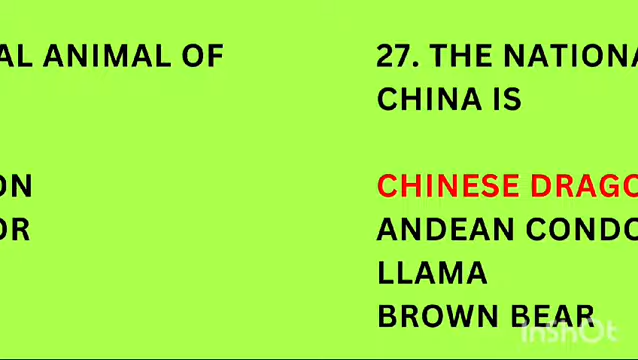 AL ANIMAL OF
ON
OR
27. THE NATIONA
CHINA IS
CHINESE DRAGO
ANDEAN CONDO
LLAMA
BROWN BEAR
InShOt